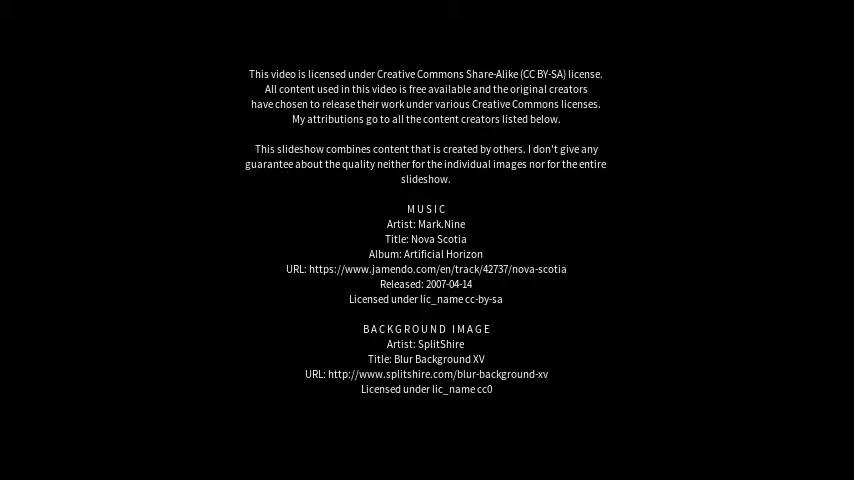 This video is licensed under Creative Commons Share-Alike (CC BY-SA) license.
All content used in this video is free available and the original creators
have chosen to release their work under various Creative Commons licenses.
My attributions go to all the content creators listed below.
This slideshow combines content that is created by others. I don't give any
guarantee about the quality neither for the individual images nor for the entire
slideshow.
MUSIC
Artist: Mark.Nine
Title: Nova Scotia
Album: Artificial Horizon
URL: https://www.jamendo.com/en/track/42737/nova-scotia
Released: 2007-04-14
Licensed under lic_name cc-by-sa
BACKGROUND IMAGE
Artist: SplitShire
Title: Blur Background XV
URL: http://www.splitshire.com/blur-background-xv
Licensed under lic_name cc0